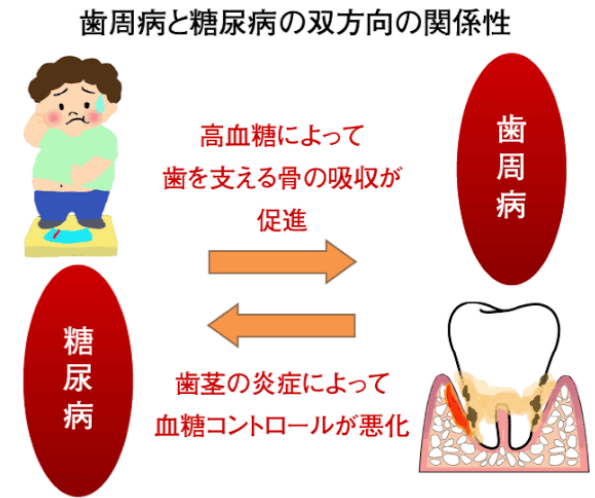 歯周病と糖尿病の双方向の関係性
高血糖によって
歯を支える骨の吸収が
促進
歯周病
糖尿病
歯茎の炎症によって
血糖コントロールが悪化